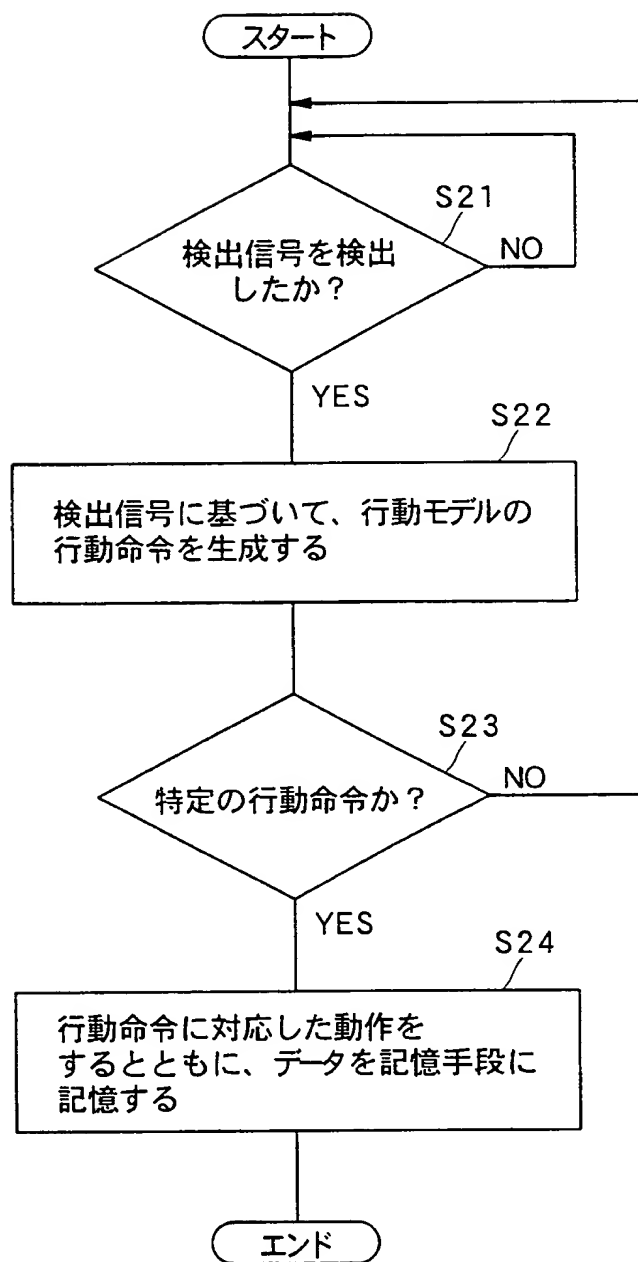 スタート
S21
検出信号を検出
したか?
NO
YES
S22
検出信号に基づいて、行動モデルの
行動命令を生成する
S23
特定の行動命令か?
NO
YES
S24
行動命令に対応した動作を
するとともに、データを記憶手段に
記憶する
エンド